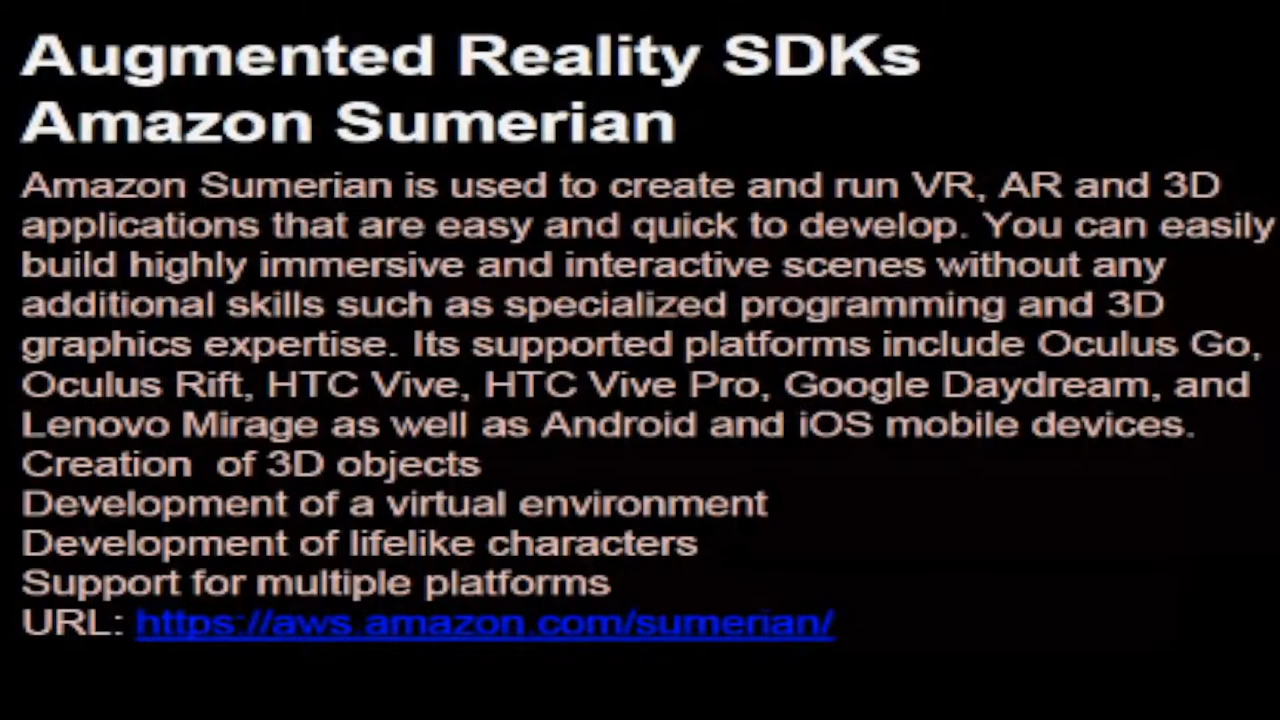 Augmented Reality SDKs
Amazon Sumerian
Amazon Sumerian is used to create and run VR, AR and 3D
applications that are easy and quick to develop. You can easily
build highly immersive and interactive scenes without any
additional skills such as specialized programming and 3D
graphics expertise. Its supported platforms include Oculus Go,
Oculus Rift, HTC Vive, HTC Vive Pro, Google Daydream, and
Lenovo Mirage as well as Android and iOS mobile devices.
Creation  of 3D objects
Development of a virtual environment
Development of lifelike characters
Support for multiple platforms
URL: https://aws.amazon.com/sumerian/